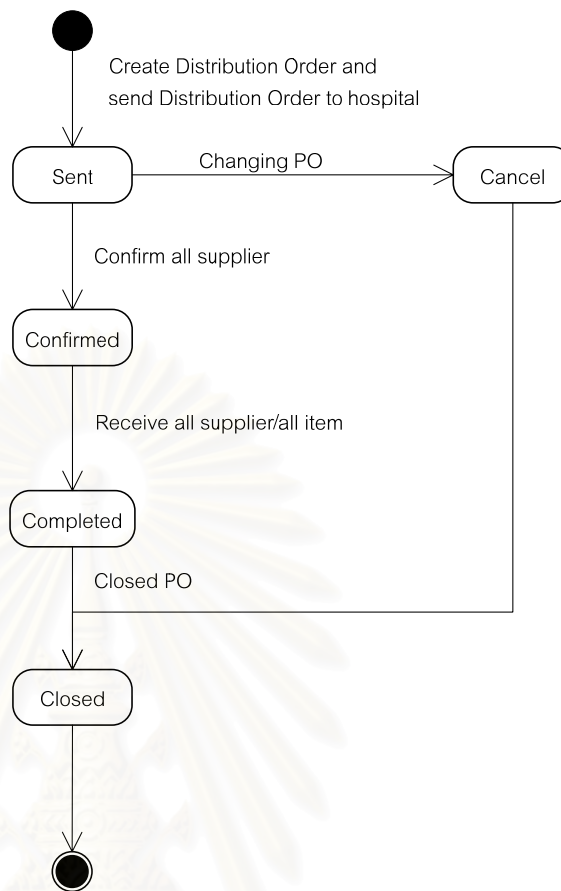 Create Distribution Order and
send Distribution Order to hospital
Sent
Changing PO
Cancel
Confirm all supplier
Confirmed
Receive all supplier/all item
Completed
Closed PO
Closed